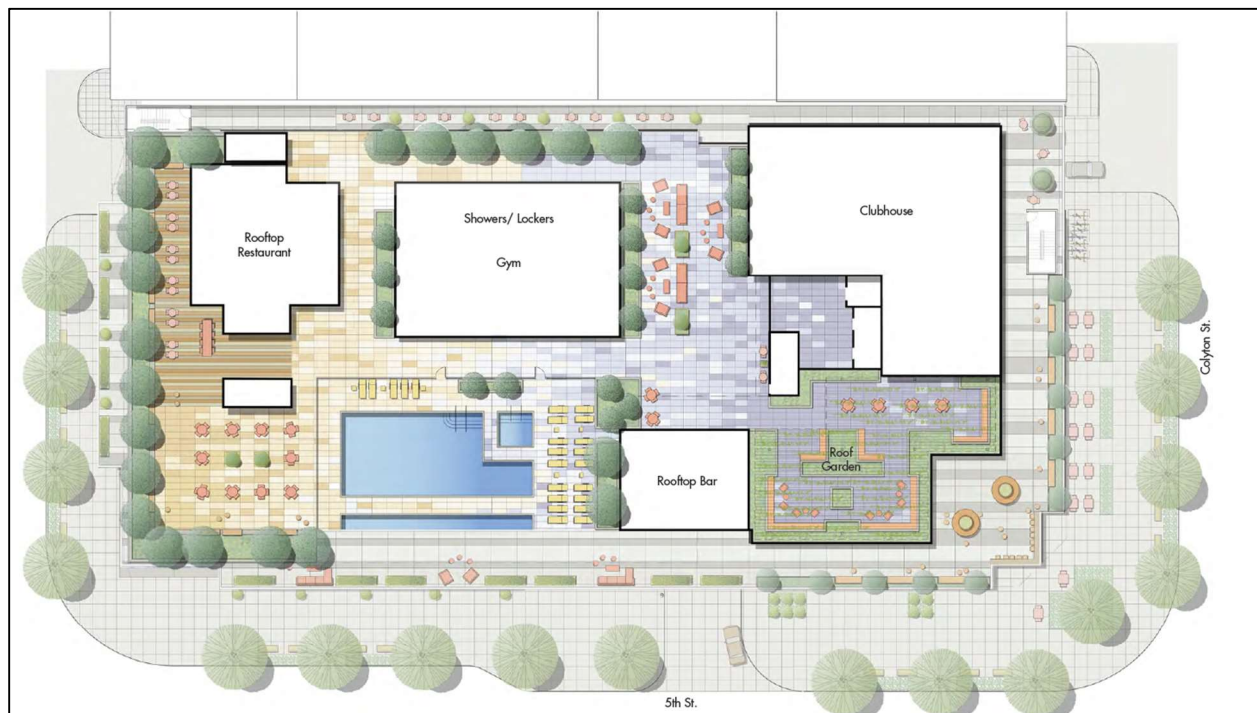 Showers/ Lockers
Gym
Clubhouse
Rooftop
Restaurant
Rooftop Bar
Roof
Garden
Colyton St.
5th St.